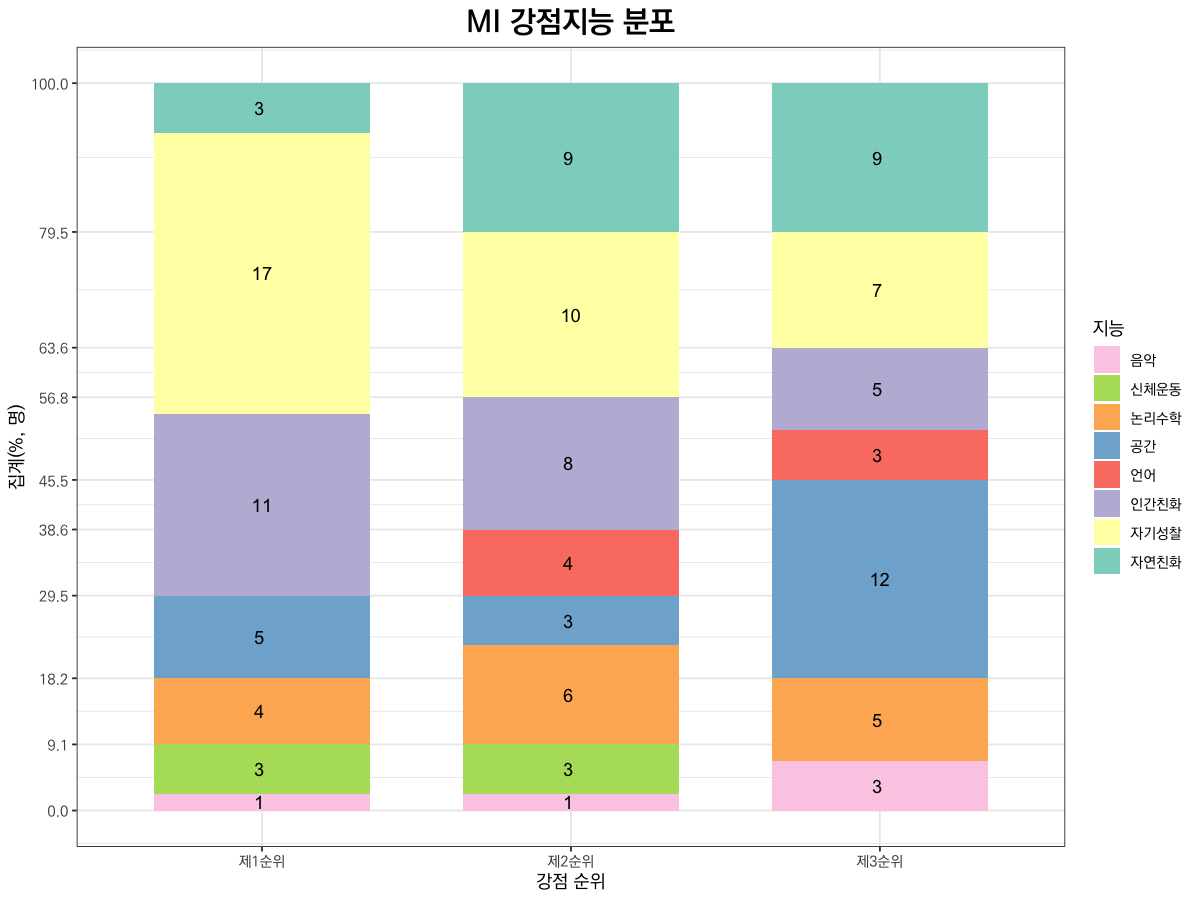 MI 강점지능 분포
집계(%, 명)
100.0
79.5
63.6
56.8
45.5
38.6
29.5
18.2
9.1
0.0
3
17
11
5
4
3
1
9
10
8
4
3
6
3
1
9
7
5
3
12
5
3
제1순위
제2순위
제3순위
강점 순위
지능
음악
신체운동
논리수학
공간
언어
인간친화
자기성찰
자연친화